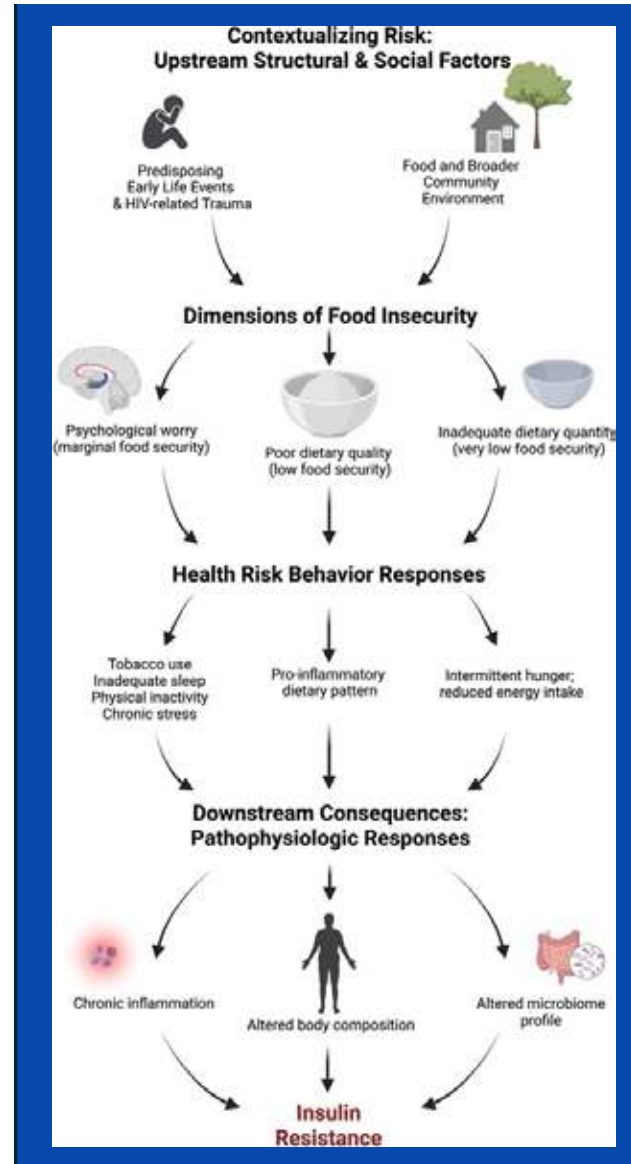 Contextualizing Risk:
Upstream Structural & Social Factors
Predisposing
Early Life Events
& HIV-related Trauma
Food and Broader
Community
Environment
Dimensions of Food Insecurity
Psychological worry
(marginal food security)
Poor dietary quality
(low food security)
Inadequate dietary quantity
(very low food security)
Health Risk Behavior Responses
Tobacco use
Inadequate sleep
Physical inactivity
Chronic stress
Pro-inflammatory
dietary pattern
Intermittent hunger;
reduced energy intake
Downstream Consequences:
Pathophysiologic Responses
Chronic inflammation
Altered body composition
Altered microbiome
profile
Insulin
Resistance